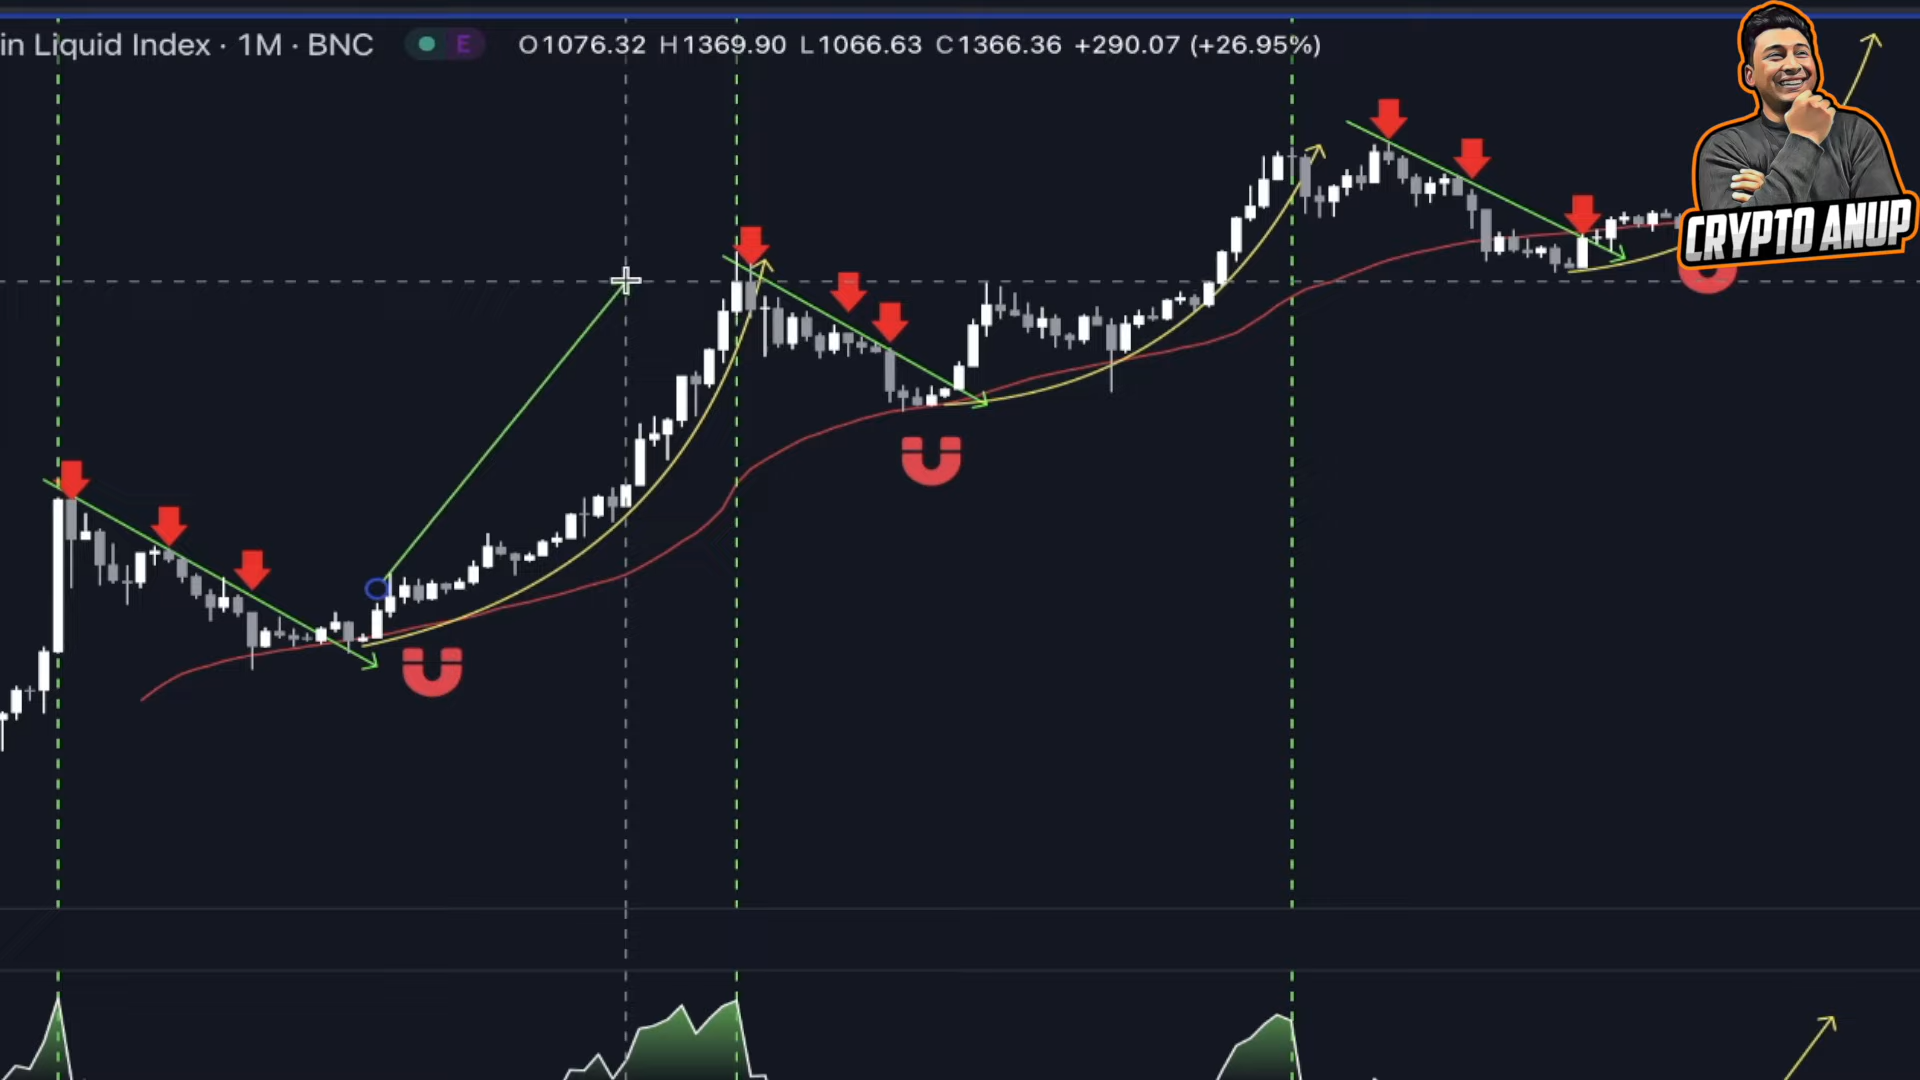 in Liquid Index · 1M · BNC E O1076.32 H1369.90 L1066.63 C1366.36 +290.07 (+26.95%)
CRYPTO ANUP